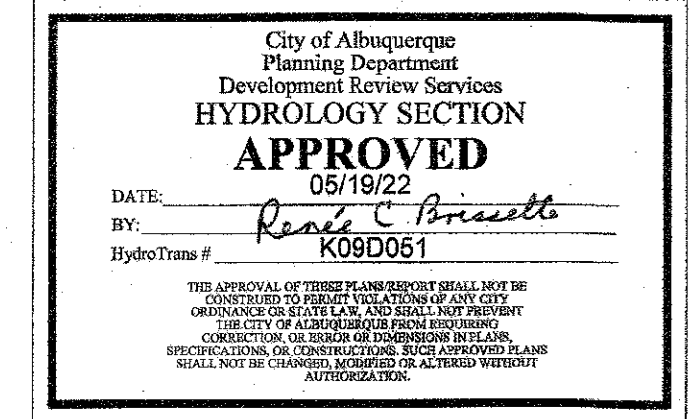 City of Albuquerque
Planning Department
Development Review Services
HYDROLOGY SECTION
APPROVED
DATE: 05/19/22
BY: Renée C Brissette
HydroTrans # K09D051
THE APPROVAL OF THESE PLANS/REPORT SHALL NOT BE
CONSTRUED TO PERMIT VIOLATIONS OF ANY CITY
ORDINANCE OR STATE LAW, AND SHALL NOT PREVENT
THE CITY OF ALBUQUERQUE FROM REQUIRING
CORRECTION, OR ERROR OR DIMENSIONS IN PLANS,
SPECIFICATIONS, OR CONSTRUCTIONS. SUCH APPROVED PLANS
SHALL NOT BE CHANGED, MODIFIED OR ALTERED WITHOUT
AUTHORIZATION.